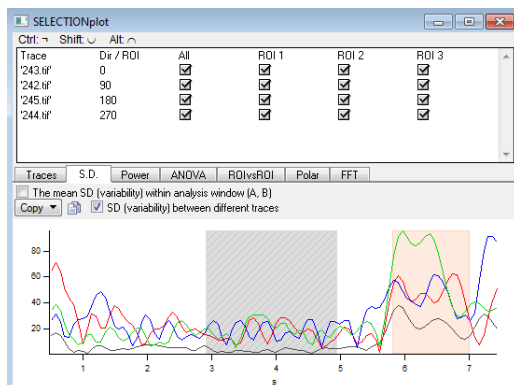 SELECTIONplot
Ctrl: ¬ Shift: ◡ Alt: ⌒
Trace Dir / ROI All ROI 1 ROI 2 ROI 3
'243.tif' 0
'242.tif' 90
'245.tif' 180
'244.tif' 270
Traces S.D. Power ANOVA ROIvsROI Polar FFT
The mean SD (variability) within analysis window (A, B)
Copy SD (variability) between different traces
80
60
40
20
1 2 3 4 5 6 7
s